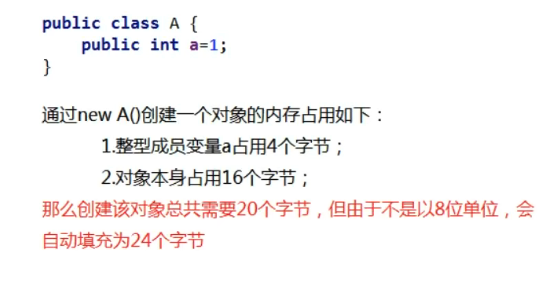 public class A {
public int a=1;
}
通过new A()创建一个对象的内存占用如下：
1.整型成员变量a占用4个字节；
2.对象本身占用16个字节；
那么创建该对象总共需要20个字节，但由于不是以8位单位，会
自动填充为24个字节